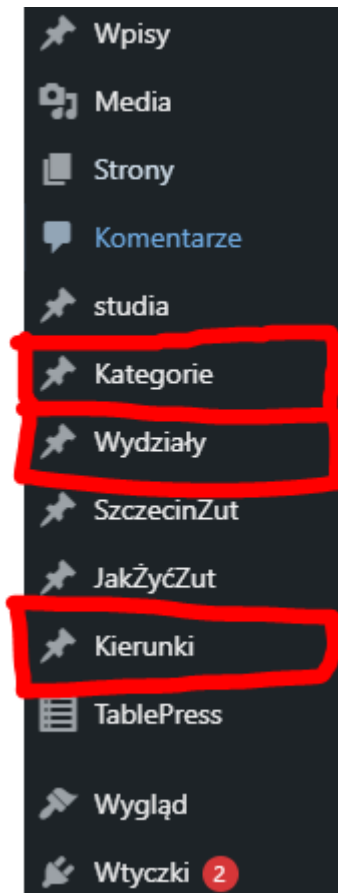 Wpisy
Media
Strony
Komentarze
studia
Kategorie
Wydziały
SzczecinZut
JakŻyćZut
Kierunki
TablePress
Wygląd
Wtyczki 2